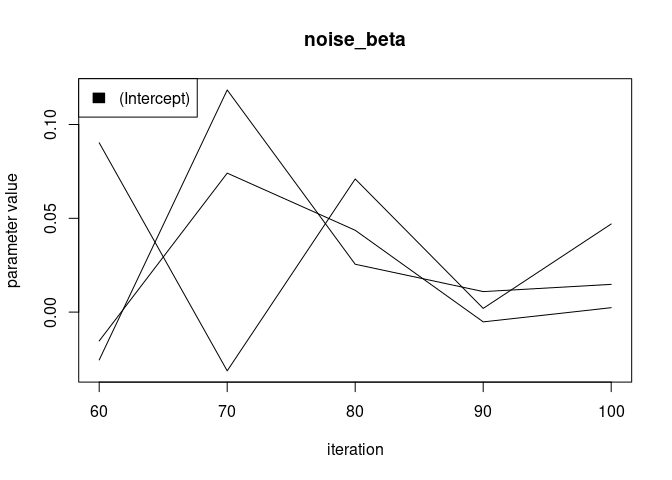 noise_beta
(Intercept)
parameter value
0.10
0.05
0.00
60 70 80 90 100
iteration